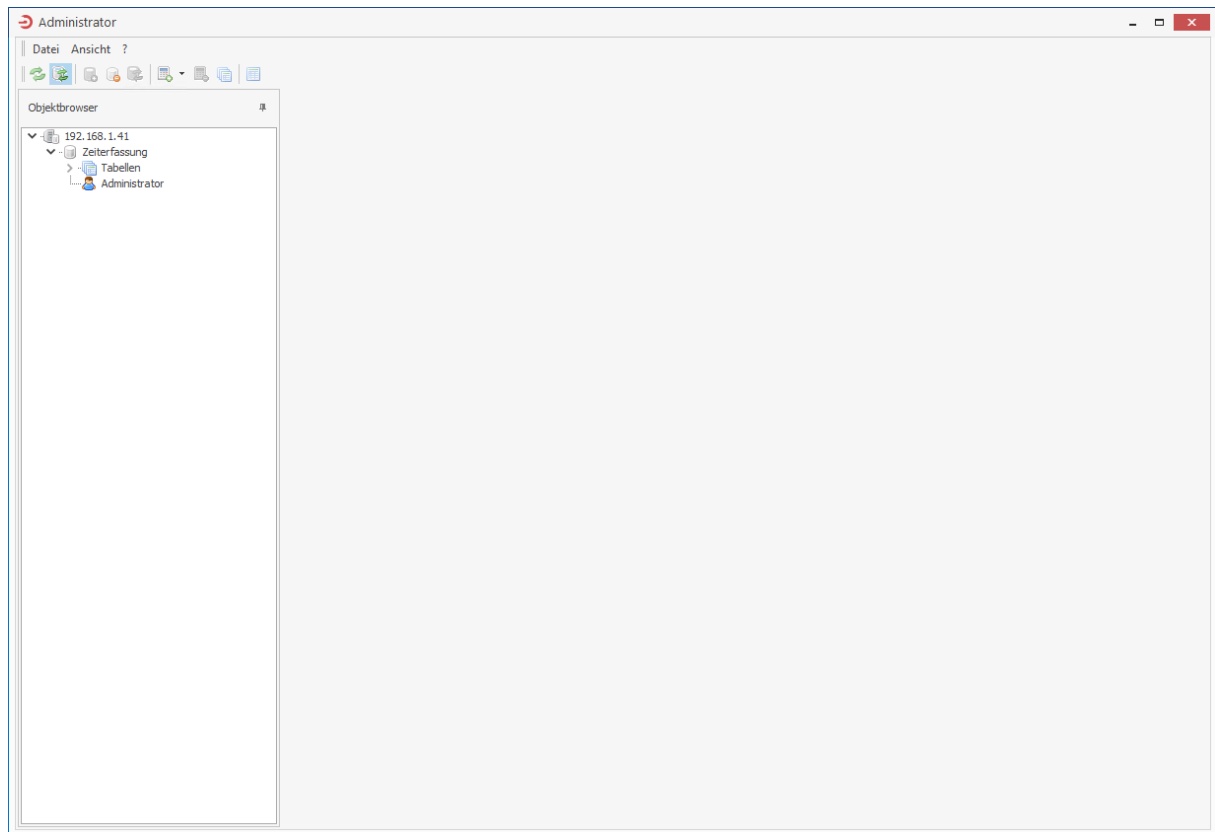 Administrator
Datei Ansicht ?
Objektbrowser
192.168.1.41
Zeiterfassung
Tabellen
Administrator